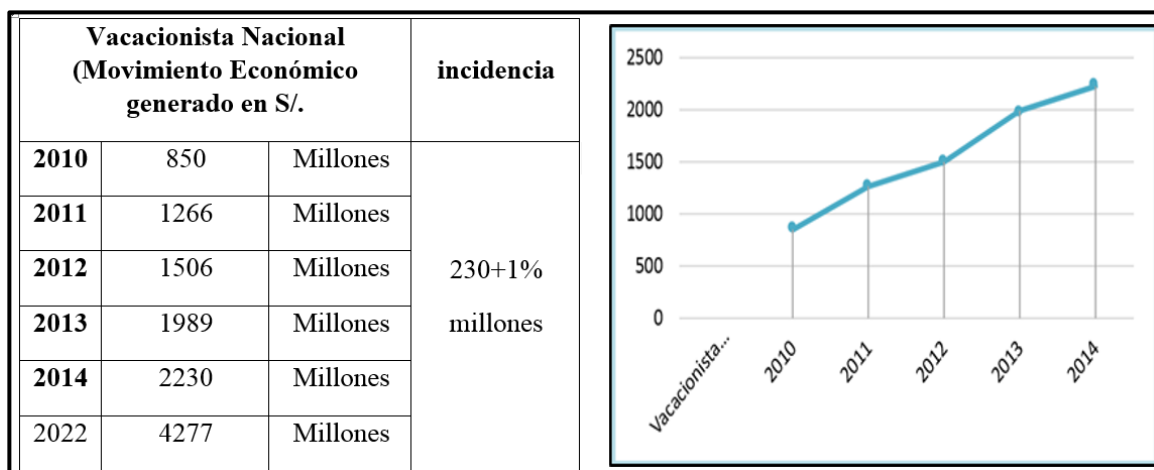 Vacacionista Nacional
(Movimiento Económico
generado en S/.
incidencia
2010 850 Millones
2011 1266 Millones
2012 1506 Millones
2013 1989 Millones
2014 2230 Millones
2022 4277 Millones
230+1%
millones
2500
2000
1500
1000
500
0
Vacacionista...
2010
2011
2012
2013
2014